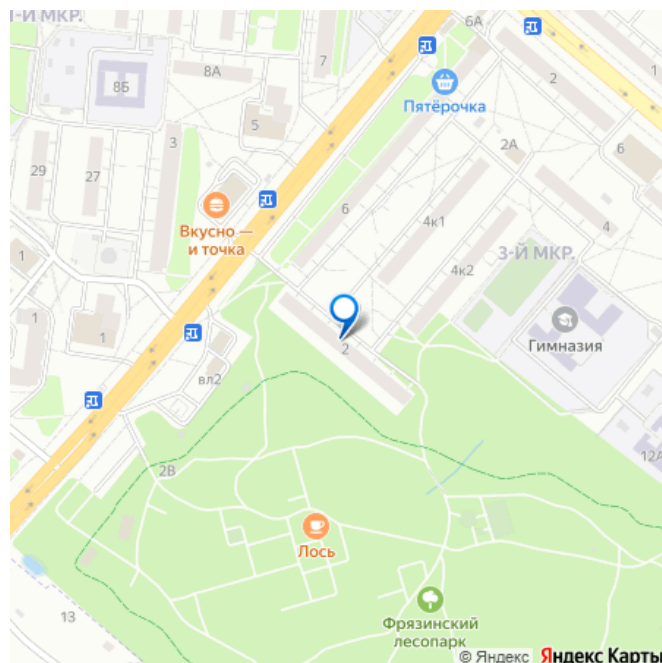 1-Й МКР.
6А
7
8А
8Б
2
1
Пятёрочка
5
3
2А
6
29
27
6
4к1
Вкусно —
и точка
4
3-Й МКР.
1
4к2
1
1
2
Гимназия
вл2
2В
12А
Лось
13
Фрязинский
лесопарк
© Яндекс Яндекс Карты